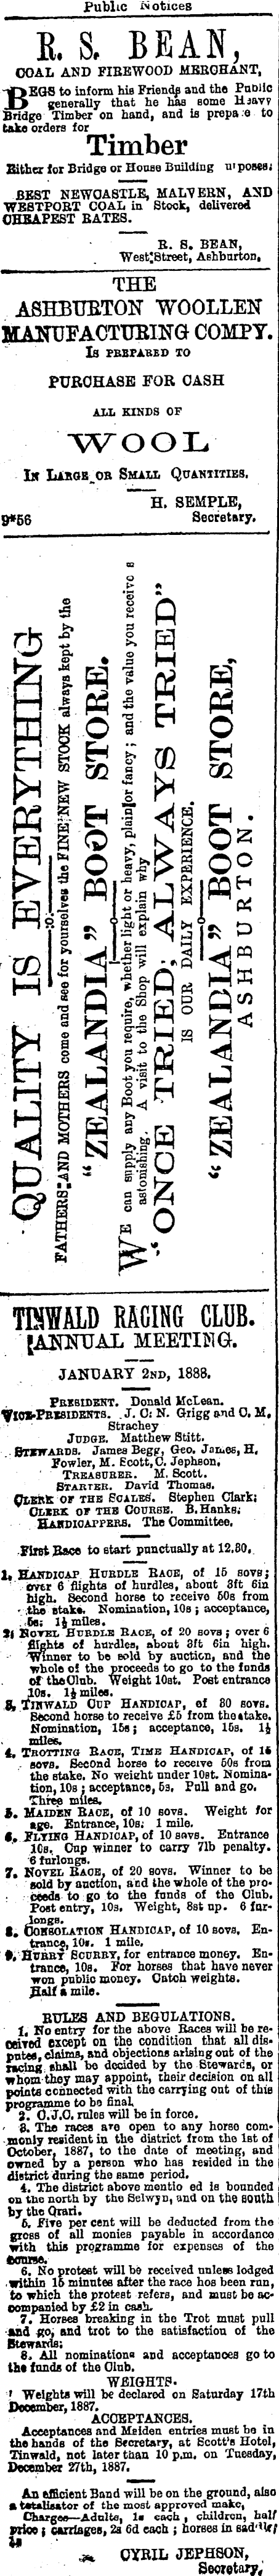 Public Notices
R. S. BEAN,
COAL AND FIREWOOD MERCHANT,
BEGS to inform his Friends and the Public
generally that he has some Heavy
Bridge Timber on hand, and is prepa e to
take orders for
Timber
Either for Bridge or House Building
BEST NEWCASTLE, MALVERN, AND
WESTPORT COAL in Stock, delivered
CHEAPEST RATES.
R. S. BEAN,
West Street, Ashburton,
THE
ASHBURTON WOOLLEN
MANUFACTURING COMPY.
IS PREPARED TO
PURCHASE FOR CASH
ALL KINDS OF
WOOL
IN LARGE OR SMALL QUANTITIES.
H. SEMPLE,
9*56 Secretary.
QUALITY IS EVERYTHING
:o:
FATHERS AND MOTHERS come and see for yourselves the FINE NEW STOCK always kept by the
"ZEALANDIA" BOOT STORE.
—o—
WE can supply any Boot you require, whether light or heavy, plain or fancy; and the value you receive s
astonishing. A visit to the Shop will explain why
"ONCE TRIED, ALWAYS TRIED"
IS OUR DAILY EXPERIENCE.
—o—
"ZEALANDIA" BOOT STORE,
ASHBURTON.
TINWALD RACING CLUB.
ANNUAL MEETING.
JANUARY 2ND, 1888.
PRESIDENT. Donald McLean.
VICE-PRESIDENTS. J. C. N. Grigg and C. M.
Strachey
JUDGE. Matthew Stitt.
STEWARDS. James Begg, Geo. James, H.
Fowler, M. Scott, C. Jephson,
TREASURER. M. Scott.
STARTER. David Thomas.
CLERK OF THE SCALES. Stephen Clark;
CLERK OF THE COURSE. B. Hanks;
HANDICAPPERS. The Committee.
First Race to start punctually at 12.30.
1. HANDICAP HURDLE RACE, of 15 sovs;
over 6 flights of hurdles, about 3ft 6in
high. Second horse to receive 50s from
the stake. Nomination, 10s; acceptance,
5s; 1½ miles.
2; NOVEL HURDLE RACE, of 20 sovs; over 6
flights of hurdles, about 3ft 6in high.
Winner to be sold by auction, and the
whole of the proceeds to go to the funds
of the Club. Weight 10st. Post entrance
10s. 1½ miles.
3, TINWALD CUP HANDICAP, of 30 sovs.
Second horse to receive £5 from the stake.
Nomination, 15s; acceptance, 15s. 1½
miles.
4. TROTTING RACE, TIME HANDICAP, of 15
sovs. Second horse to receive 50s from
the stake. No weight under 10st. Nomina-
tion, 10s; acceptance, 5s. Pull and go.
Three miles.
5. MAIDEN RACE, of 10 sovs. Weight for
age. Entrance, 10s; 1 mile.
6, FLYING HANDICAP, of 10 sovs. Entrance
10s. Cup winner to carry 7lb penalty.
6 furlongs.
7. NOVEL RACE, of 20 sovs. Winner to be
sold by auction, and the whole of the pro-
ceeds to go to the funds of the Club.
Post entry, 10s. Weight, 8st up. 6 fur-
longs.
8. CONSOLATION HANDICAP, of 10 sovs, En-
trance, 10s. 1 mile.
9. HURRY SCURRY, for entrance money. En-
trance, 10s. For horses that have never
won public money. Catch weights.
Half a mile.
RULES AND REGULATIONS.
1. No entry for the above Races will be re-
ceived except on the condition that all dis-
putes, claims, and objections arising out of the
racing shall be decided by the Stewards, or
whom they may appoint, their decision on all
points connected with the carrying out of this
programme to be final.
2. C.J.C. rules will be in force.
3. The races are open to any horse com-
monly resident in the district from the 1st of
October, 1887, to the date of meeting, and
owned by a person who has resided in the
district during the same period.
4. The district above mentio ed is bounded
on the north by the Selwyn, and on the south
by the Orari.
5. Five per cent will be deducted from the
gross of all monies payable in accordance
with this programme for expenses of the
course.
6. No protest will be received unless lodged
within 15 minutes after the race hos been run,
to which the protest refers, and must be ac-
companied by £2 in cash.
7. Horses breaking in the Trot must pull
and go, and trot to the satisfaction of the
Stewards;
8. All nominations and acceptances go to
the funds of the Club.
WEIGHTS.
Weights will be declared on Saturday 17th
December, 1887.
ACCEPTANCES.
Acceptances and Maiden entries must be in
the hands of the Secretary, at Scott's Hotel,
Tinwald, not later than 10 p.m. on Tuesday,
December 27th, 1887.
An efficient Band will be on the ground, also
a totalisator of the most approved make,
Charges—Adults, 1s each; children, half
price; carriages, 2s 6d each; horses in saddle,
1s
CYRIL JEPHSON,
Secretary,